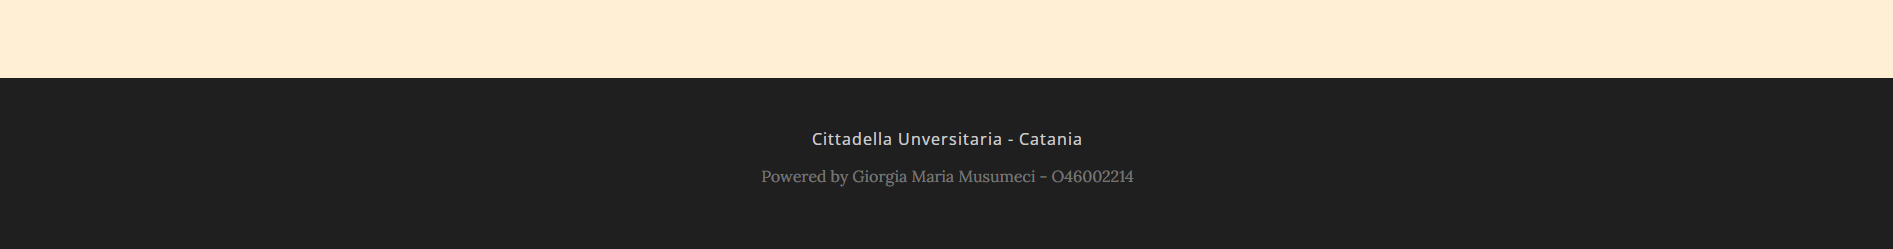 Cittadella Unversitaria - Catania
Powered by Giorgia Maria Musumeci - O46002214